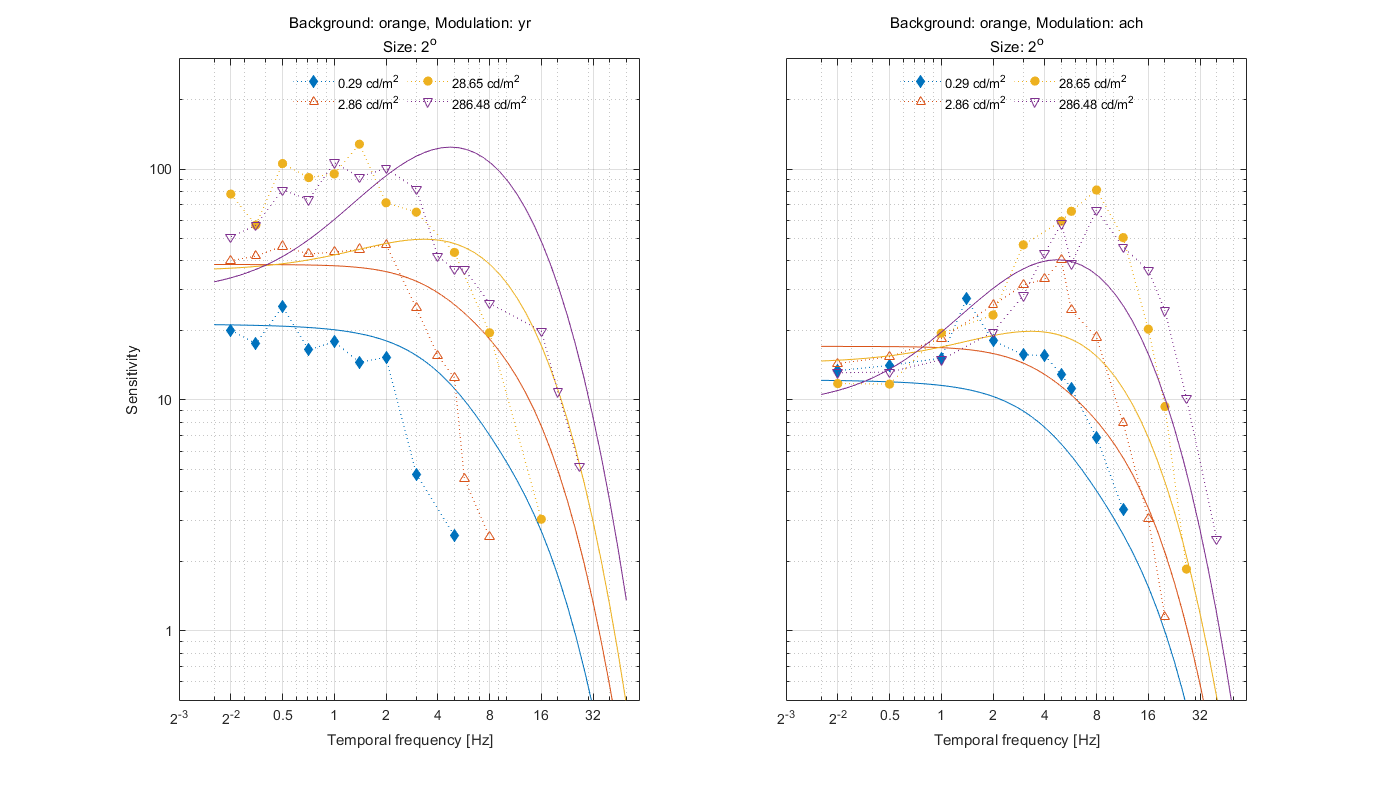 Background: orange, Modulation: yr
Size: 2°
0.29 cd/m²
28.65 cd/m²
2.86 cd/m²
286.48 cd/m²
100
10
1
Sensitivity
2⁻³
2⁻²
0.5
1
2
4
8
16
32
Temporal frequency [Hz]
Background: orange, Modulation: ach
Size: 2°
0.29 cd/m²
28.65 cd/m²
2.86 cd/m²
286.48 cd/m²
2⁻³
2⁻²
0.5
1
2
4
8
16
32
Temporal frequency [Hz]